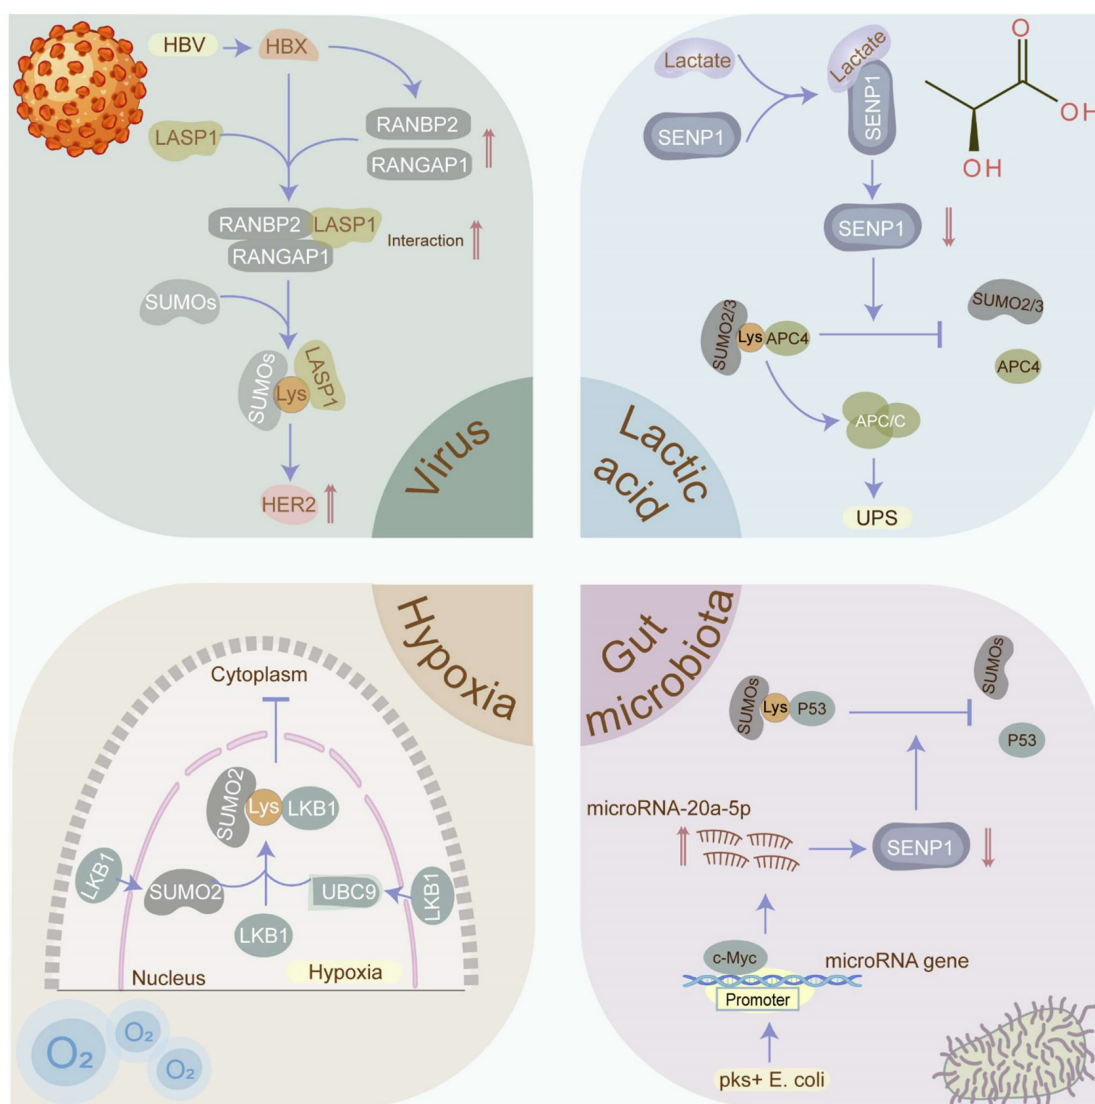 HBV
HBX
LASP1
RANBP2
RANGAP1
RANBP2
LASP1
RANGAP1
Interaction
SUMOs
SUMOs
Lys
LASP1
HER2
Virus
Lactate
SENP1
Lactate
SENP1
O
OH
OH
SENP1
SUMO2/3
Lys
APC4
SUMO2/3
APC4
APC/C
UPS
Lactic
acid
Hypoxia
Cytoplasm
SUMO2
Lys
LKB1
LKB1
SUMO2
UBC9
LKB1
LKB1
Nucleus
Hypoxia
O₂
O₂
O₂
Gut
microbiota
SUMOs
Lys
P53
SUMOs
P53
microRNA-20a-5p
SENP1
c-Myc
microRNA gene
Promoter
pks+ E. coli